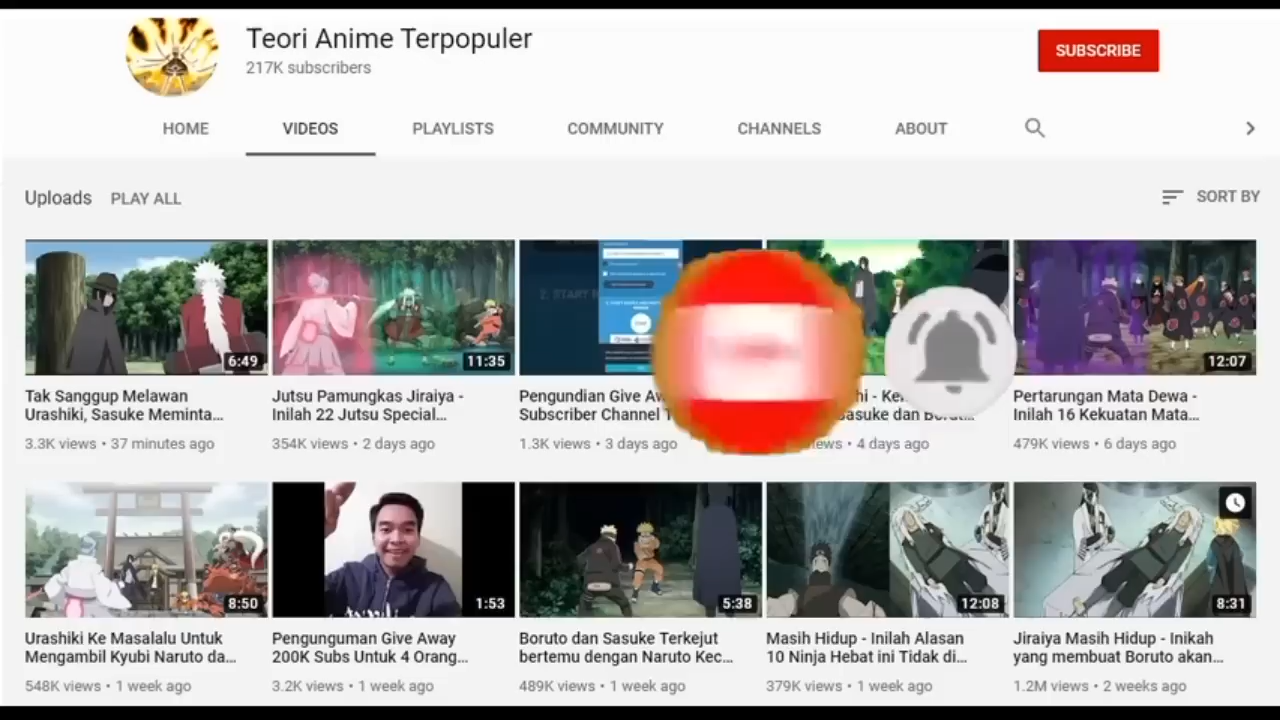 Teori Anime Terpopuler
217K subscribers
SUBSCRIBE
HOME
VIDEOS
PLAYLISTS
COMMUNITY
CHANNELS
ABOUT
Uploads
PLAY ALL
SORT BY
6:49
11:35
12:07
Tak Sanggup Melawan
Urashiki, Sasuke Meminta...
3.3K views • 37 minutes ago
Jutsu Pamungkas Jiraiya -
Inilah 22 Jutsu Special...
354K views • 2 days ago
Pengundian Give
Subscriber Channel
1.3K views • 3 days ago
Sasuke dan
4 days ago
Pertarungan Mata Dewa -
Inilah 16 Kekuatan Mata...
479K views • 6 days ago
8:50
1:53
5:38
12:08
8:31
Urashiki Ke Masalalu Untuk
Mengambil Kyubi Naruto da...
548K views • 1 week ago
Pengunguman Give Away
200K Subs Untuk 4 Orang...
3.2K views • 1 week ago
Boruto dan Sasuke Terkejut
bertemu dengan Naruto Kec...
489K views • 1 week ago
Masih Hidup - Inilah Alasan
10 Ninja Hebat ini Tidak di...
379K views • 1 week ago
Jiraiya Masih Hidup - Inikah
yang membuat Boruto akan...
1.2M views • 2 weeks ago